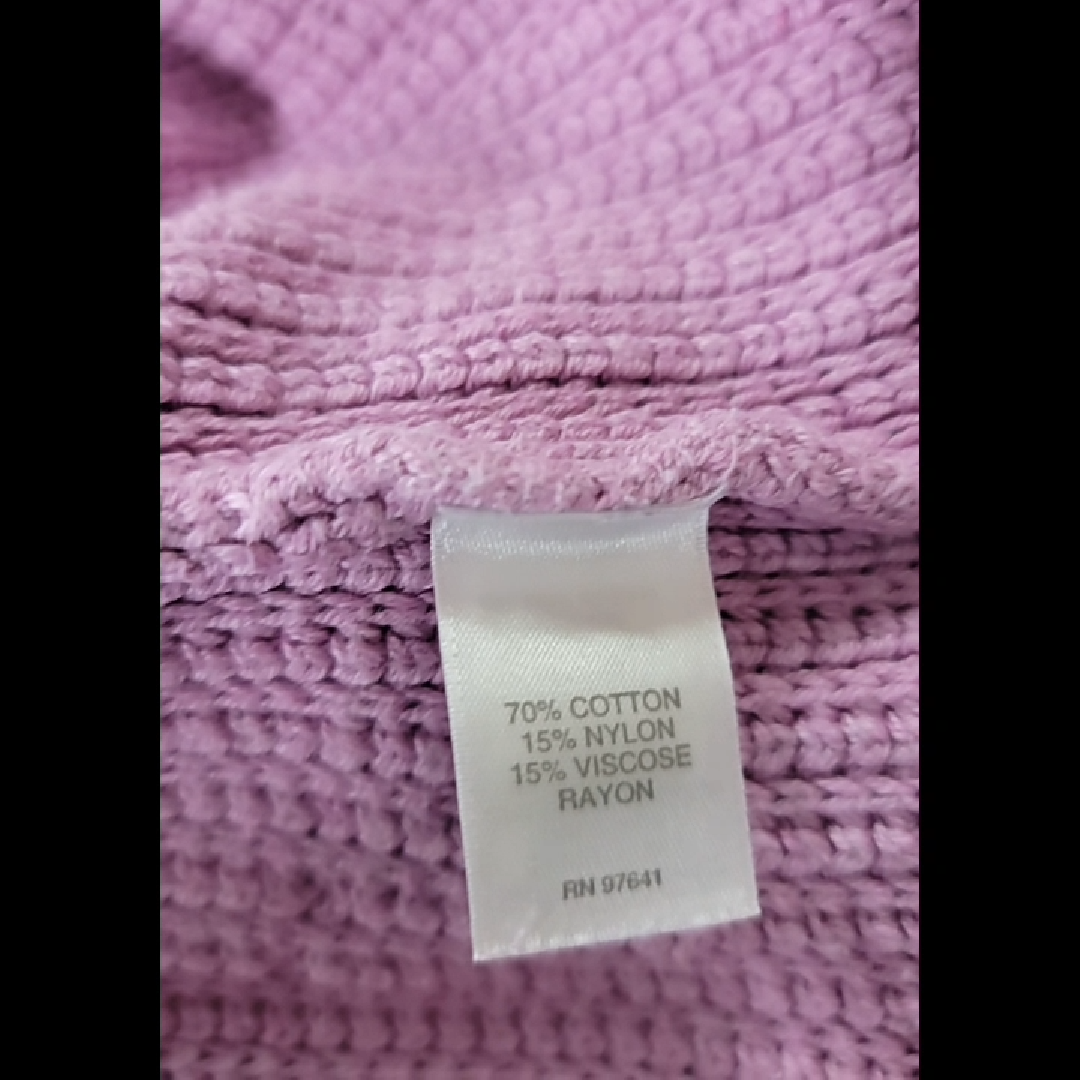 70% COTTON
15% NYLON
15% VISCOSE
RAYON
RN 97641